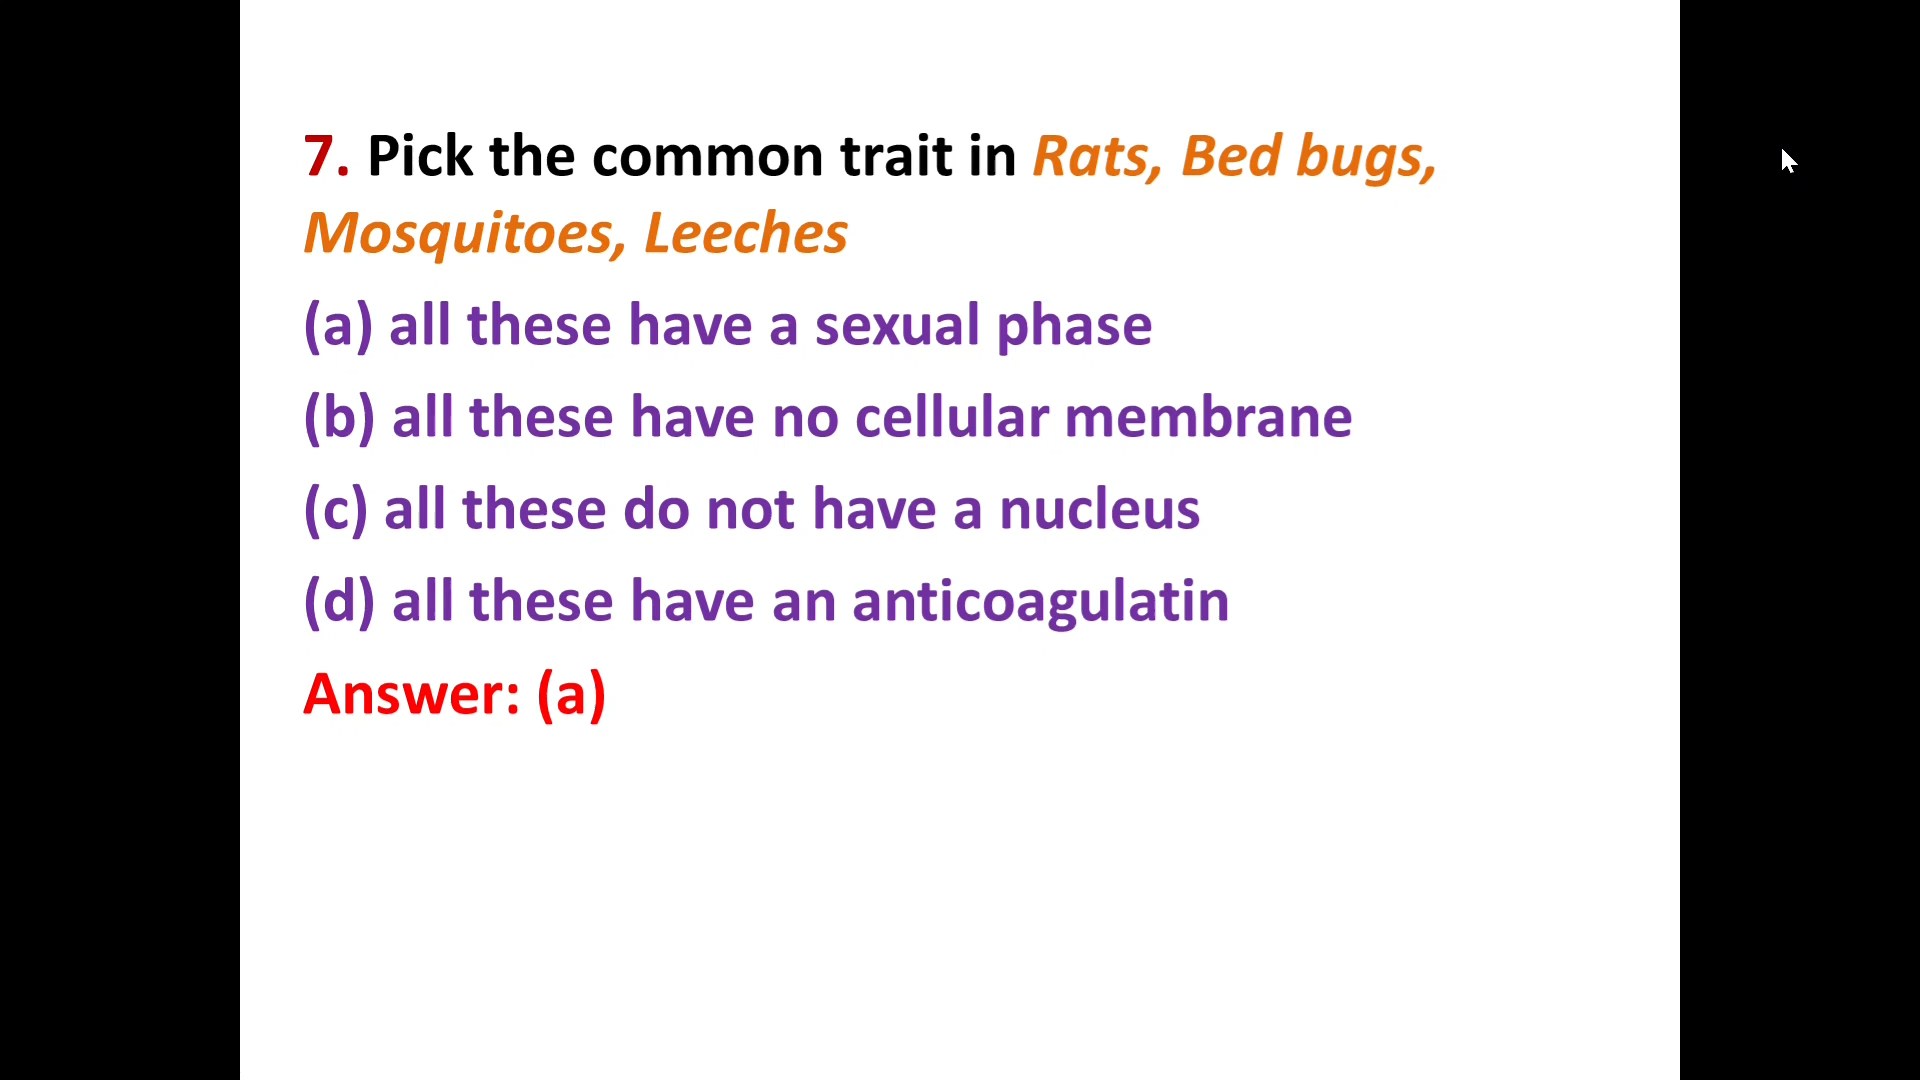 7. Pick the common trait in Rats, Bed bugs,
Mosquitoes, Leeches
(a) all these have a sexual phase
(b) all these have no cellular membrane
(c) all these do not have a nucleus
(d) all these have an anticoagulatin
Answer: (a)